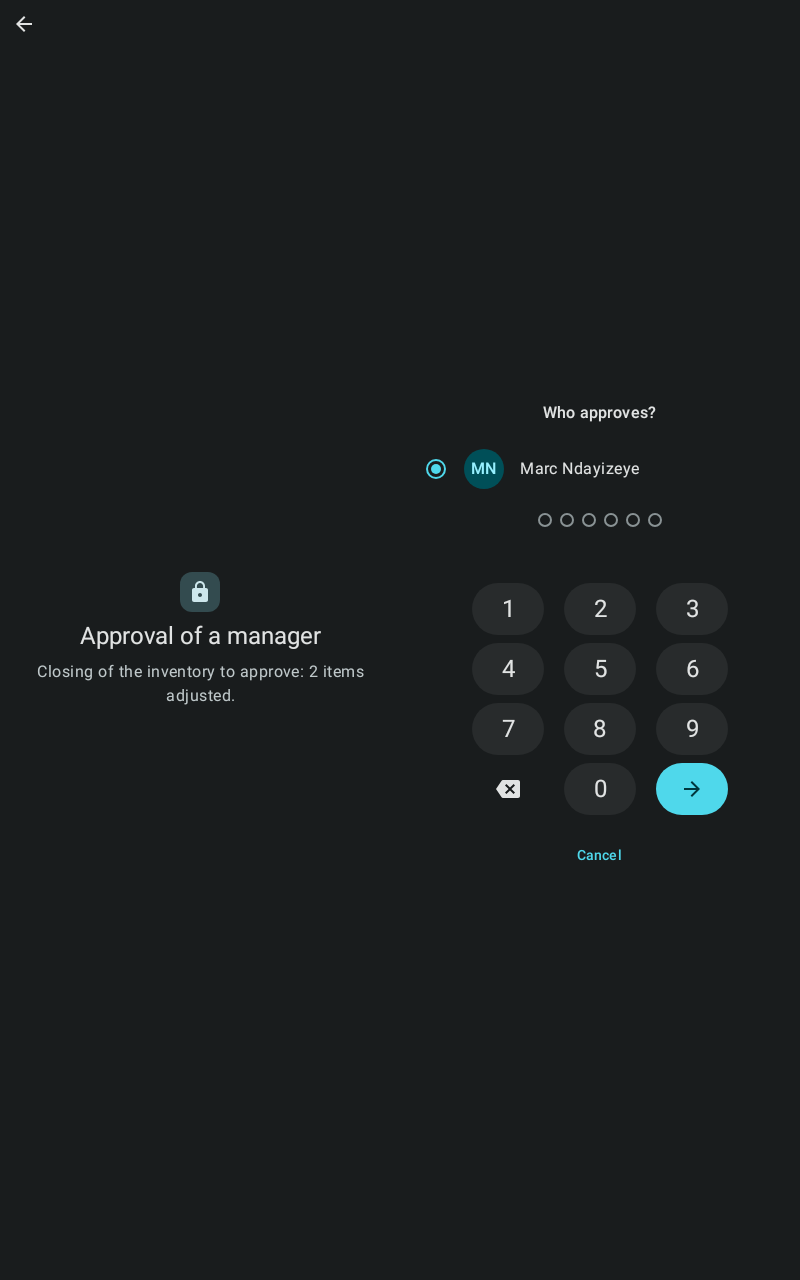 Approval of a manager
Closing of the inventory to approve: 2 items
adjusted.
Who approves?
MN Marc Ndayizeye
1 2 3
4 5 6
7 8 9
0
Cancel